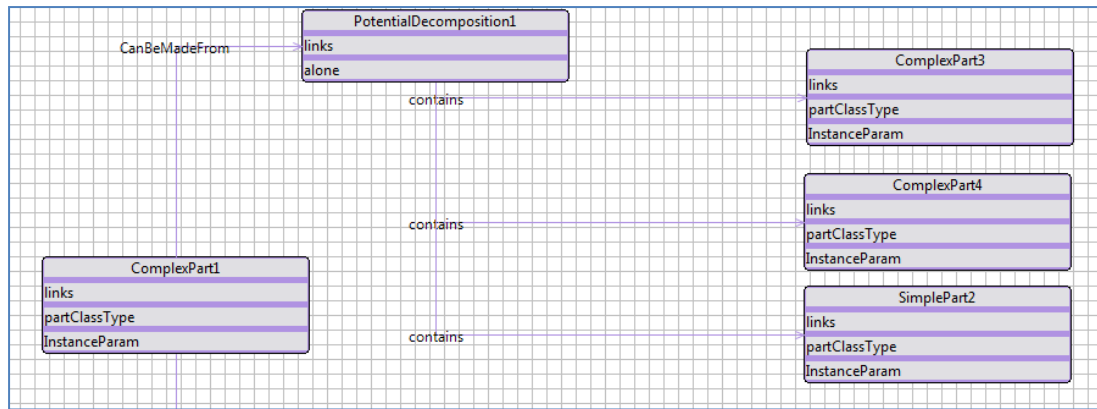 PotentialDecomposition1
CanBeMadeFrom
links
alone
contains
ComplexPart3
links
partClassType
InstanceParam
contains
ComplexPart4
links
partClassType
InstanceParam
ComplexPart1
links
partClassType
InstanceParam
contains
SimplePart2
links
partClassType
InstanceParam